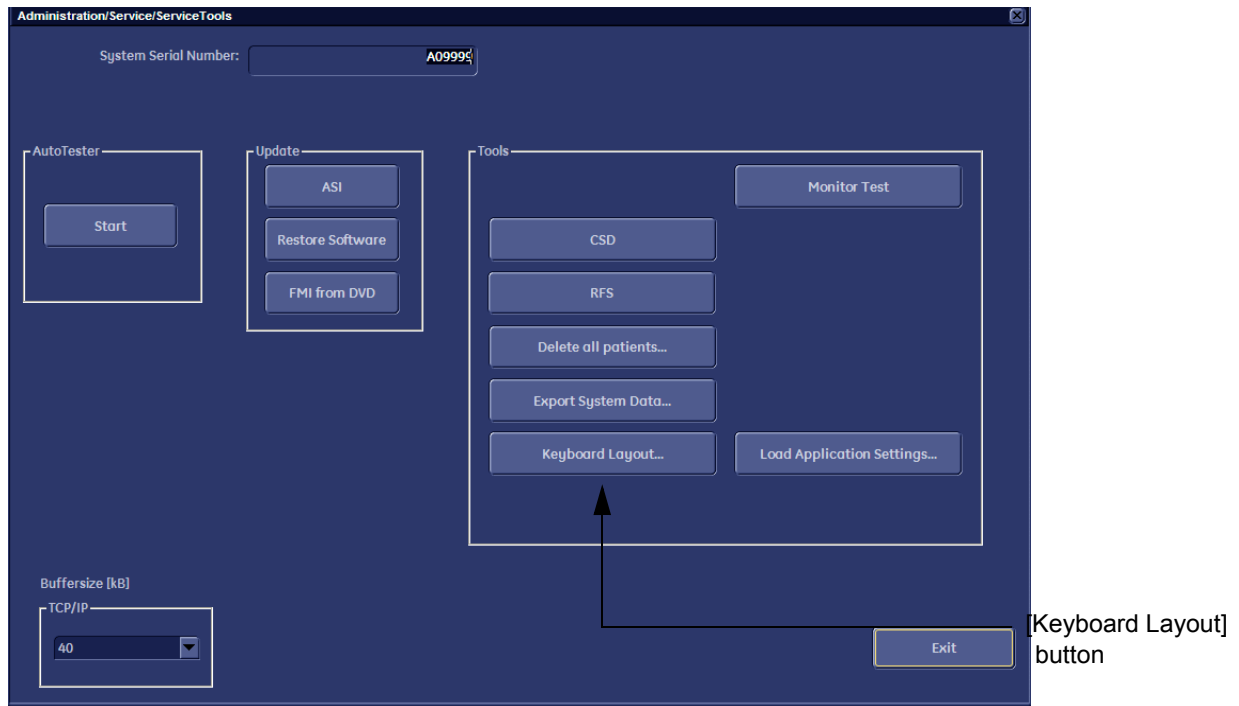 Administration/Service/ServiceTools
System Serial Number:
A09999
AutoTester
Start
Update
ASI
Restore Software
FMI from DVD
Tools
Monitor Test
CSD
RFS
Delete all patients...
Export System Data...
Keyboard Layout...
Load Application Settings...
Buffersize [kB]
TCP/IP
40
Exit
[Keyboard Layout]
button